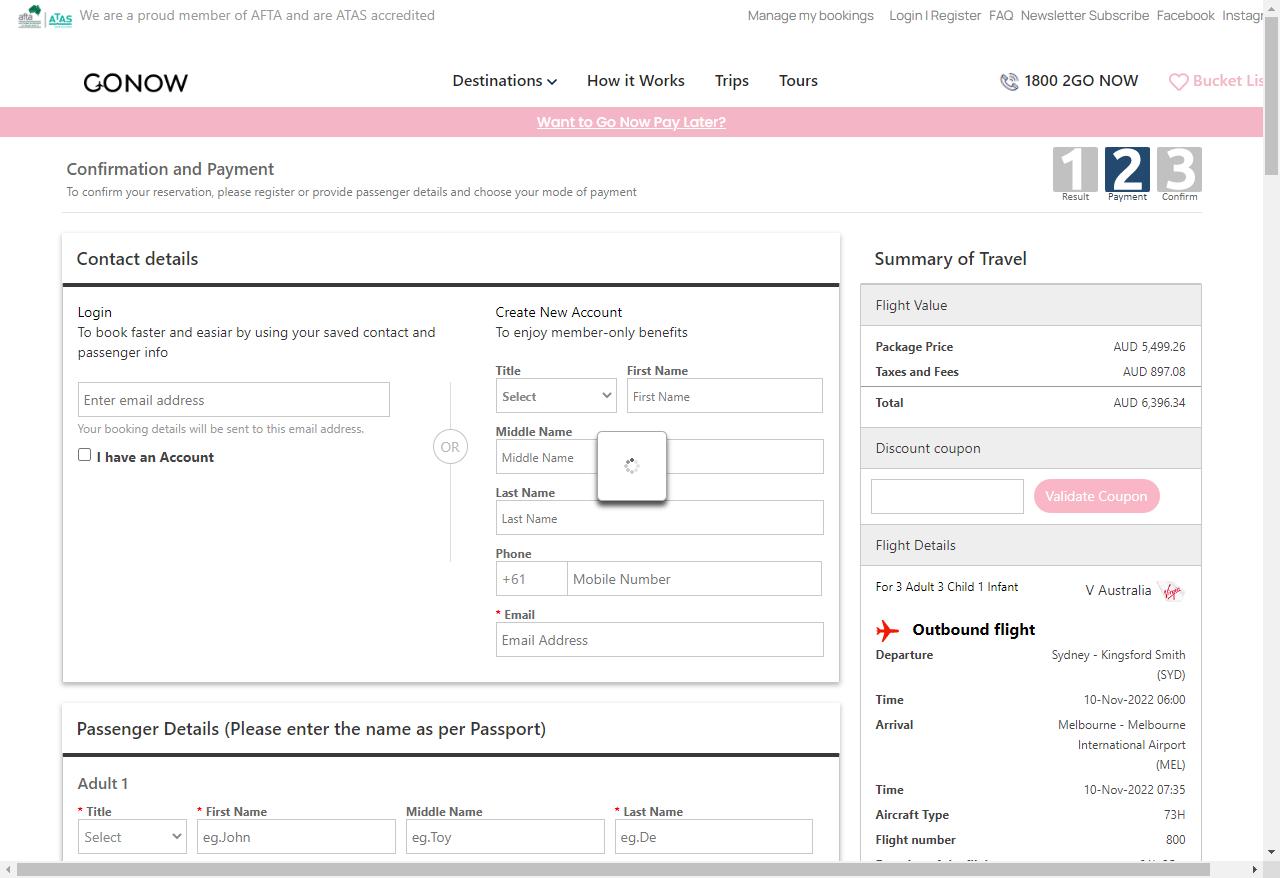 afta ATAS We are a proud member of AFTA and are ATAS accredited
Manage my bookings Login | Register FAQ Newsletter Subscribe Facebook
GONOW Destinations How it Works Trips Tours 1800 2GO NOW Bucket
Want to Go Now Pay Later?
Confirmation and Payment
To confirm your reservation, please register or provide passenger details and choose your mode of payment
1 2 3
Result Payment Confirm
Contact details
Login
To book faster and easiar by using your saved contact and
passenger info
Enter email address
Your booking details will be sent to this email address.
I have an Account
OR
Create New Account
To enjoy member-only benefits
Title First Name
Select First Name
Middle Name
Middle Name
Last Name
Last Name
Phone
+61 Mobile Number
* Email
Email Address
Passenger Details (Please enter the name as per Passport)
Adult 1
* Title * First Name Middle Name * Last Name
Select eg.John eg.Toy eg.De
Summary of Travel
Flight Value
Package Price AUD 5,499.26
Taxes and Fees AUD 897.08
Total AUD 6,396.34
Discount coupon
Validate Coupon
Flight Details
For 3 Adult 3 Child 1 Infant V Australia Virgin
Outbound flight
Departure Sydney - Kingsford Smith
(SYD)
Time 10-Nov-2022 06:00
Arrival Melbourne - Melbourne
International Airport
(MEL)
Time 10-Nov-2022 07:35
Aircraft Type 73H
Flight number 800